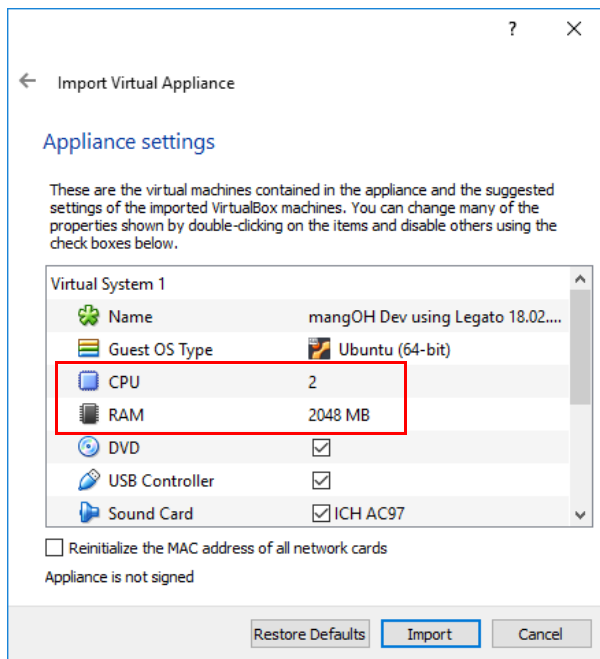 ?
Import Virtual Appliance
Appliance settings
These are the virtual machines contained in the appliance and the suggested
settings of the imported VirtualBox machines. You can change many of the
properties shown by double-clicking on the items and disable others using the
check boxes below.
Virtual System 1
Name mangOH Dev using Legato 18.02....
Guest OS Type Ubuntu (64-bit)
CPU 2
RAM 2048 MB
DVD
USB Controller
Sound Card ICH AC97
Reinitialize the MAC address of all network cards
Appliance is not signed
Restore Defaults Import Cancel